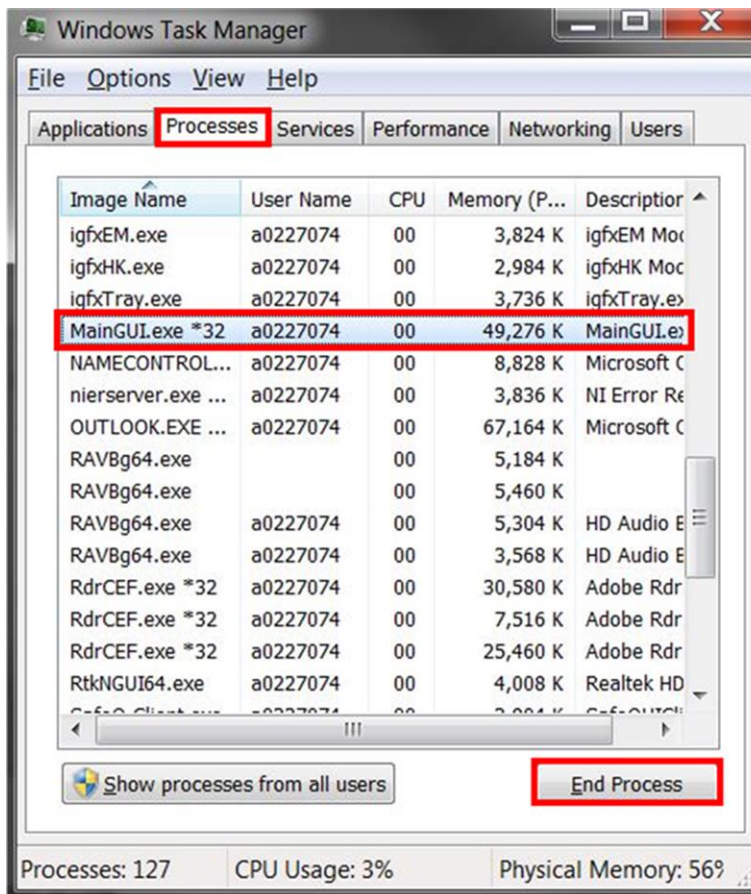 Windows Task Manager
File Options View Help
Applications Processes Services Performance Networking Users
Image Name User Name CPU Memory (P... Descriptior
igfxEM.exe a0227074 00 3,824 K igfxEM Moc
igfxHK.exe a0227074 00 2,984 K igfxHK Moc
igfxTray.exe a0227074 00 3,736 K igfxTray.ex
MainGUI.exe *32 a0227074 00 49,276 K MainGUI.ex
NAMECONTROL... a0227074 00 8,828 K Microsoft C
nierserver.exe ... a0227074 00 3,836 K NI Error Re
OUTLOOK.EXE ... a0227074 00 67,164 K Microsoft C
RAVBg64.exe 00 5,184 K
RAVBg64.exe 00 5,460 K
RAVBg64.exe a0227074 00 5,304 K HD Audio E
RAVBg64.exe a0227074 00 3,568 K HD Audio E
RdrCEF.exe *32 a0227074 00 30,580 K Adobe Rdr
RdrCEF.exe *32 a0227074 00 7,516 K Adobe Rdr
RdrCEF.exe *32 a0227074 00 25,460 K Adobe Rdr
RtkNGUI64.exe a0227074 00 4,008 K Realtek HD
Show processes from all users End Process
Processes: 127 CPU Usage: 3% Physical Memory: 56%